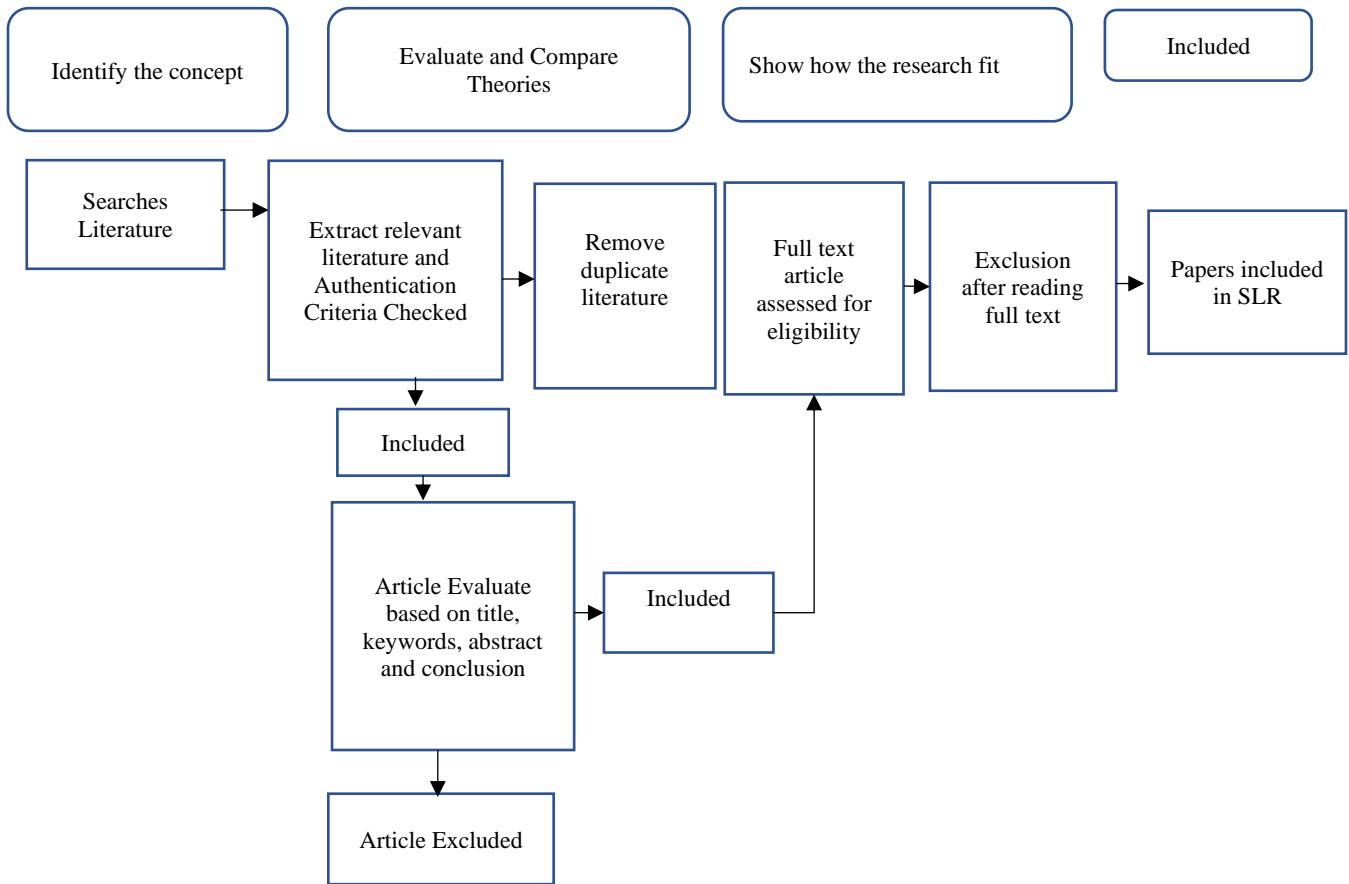 Identify the concept
Evaluate and Compare
Theories
Show how the research fit
Included
Searches
Literature
Extract relevant
literature and
Authentication
Criteria Checked
Remove
duplicate
literature
Full text
article
assessed for
eligibility
Exclusion
after reading
full text
Papers included
in SLR
Included
Article Evaluate
based on title,
keywords, abstract
and conclusion
Included
Article Excluded